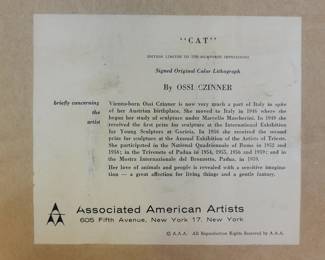 "CAT"
EDITION LIMITED TO TWO HUNDRED IMPRESSIONS
Signed Original Color Lithograph
By OSSI CZINNER
briefly concerning
the
artist
Vienna-born Ossi Czinner is now very much a part of Italy in spite
of her Austrian birthplace. She moved to Italy in 1946 where she
began her study of sculpture under Marcello Mascherini. In 1949 she
received the first prize for sculpture at the International Exhibition
for Young Sculptors at Gorizia. In 1956 she received the second
prize for sculpture at the Annual Exhibition of the Artists of Trieste.
She participated in the National Quadriennale of Rome in 1952 and
1956; in the Triveneto of Padua in 1954, 1955, 1956 and 1959; and in
the Mostra Internazionale del Bronzetto, Padua, in 1959.
Her love of animals and people is revealed with a sensitive imagina-
tion — a great affection for living things and a gentle fantasy.
AAA
Associated American Artists
605 Fifth Avenue, New York 17, New York
© A.A.A. All Reproduction Rights Reserved by A.A.A.